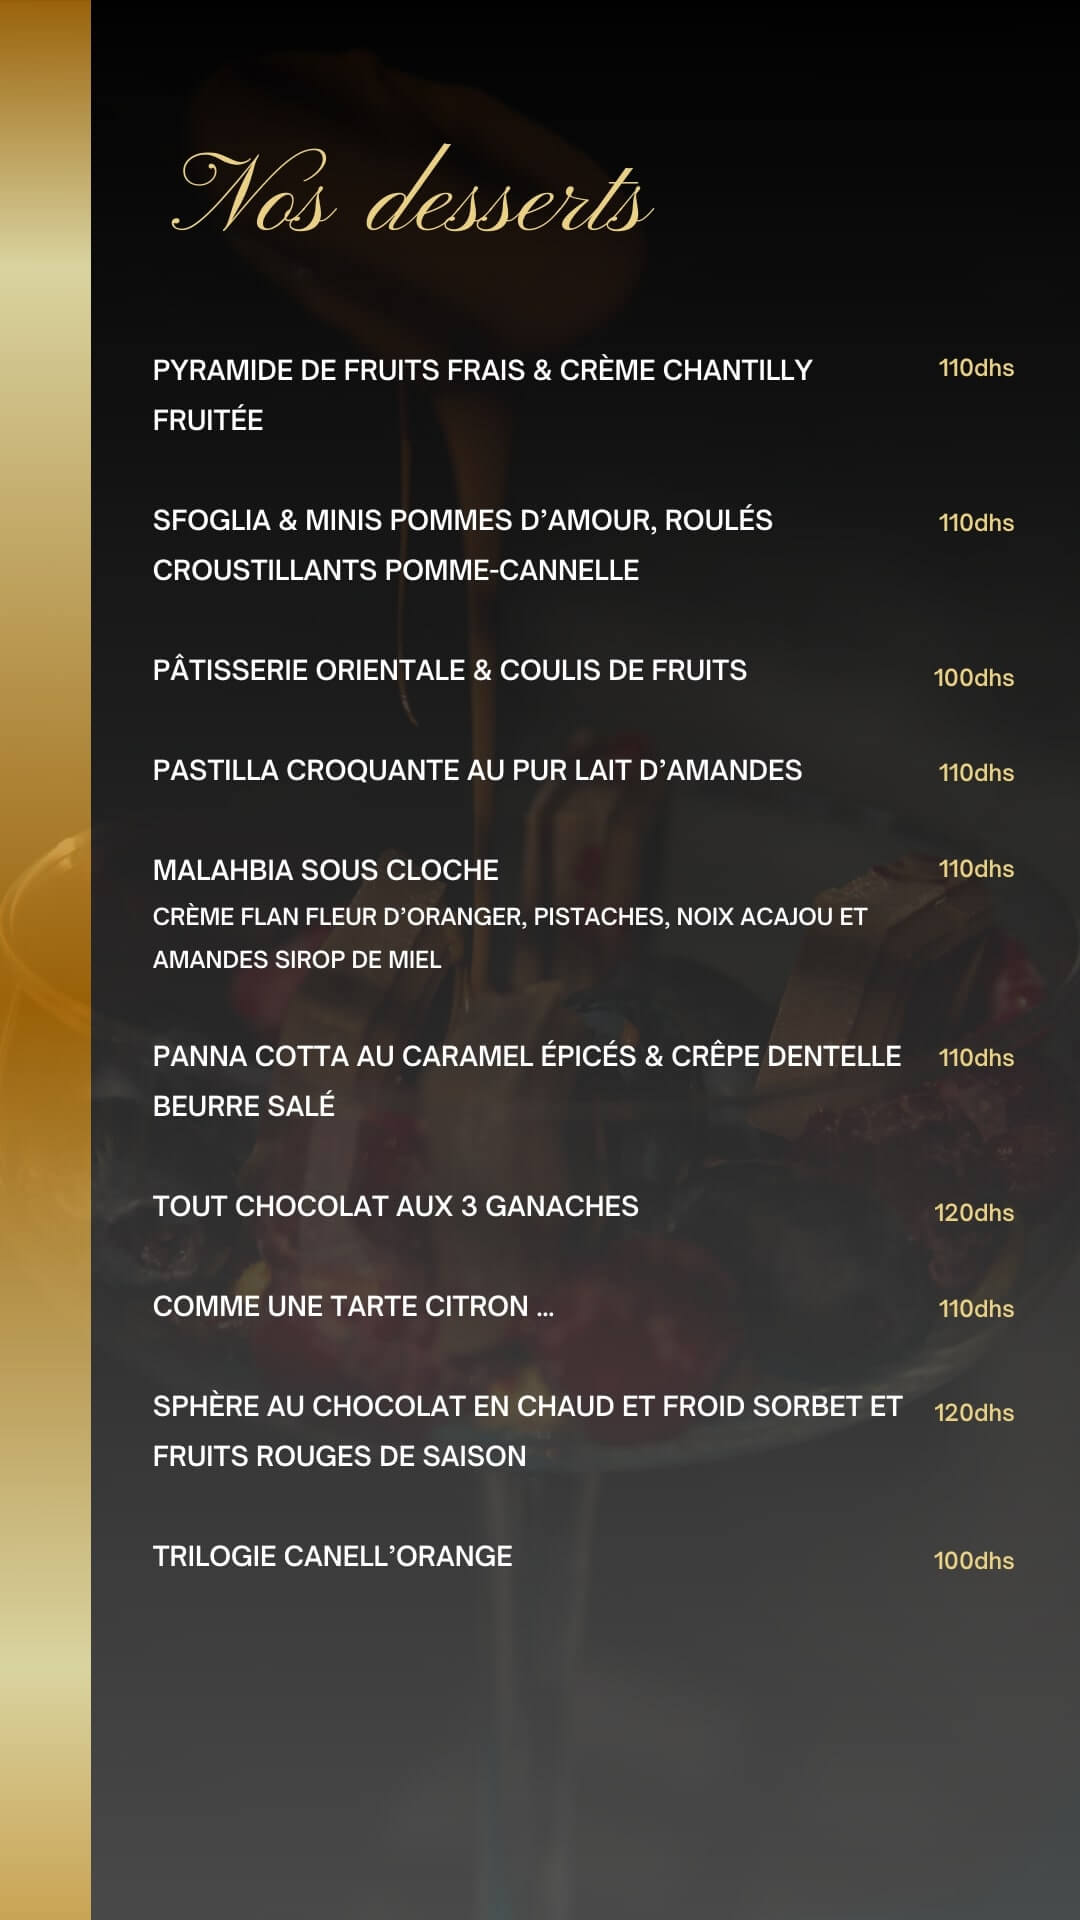 Nos desserts
PYRAMIDE DE FRUITS FRAIS & CRÈME CHANTILLY 110dhs
FRUITÉE
SFOGLIA & MINIS POMMES D’AMOUR, ROULÉS 110dhs
CROUSTILLANTS POMME-CANNELLE
PÂTISSERIE ORIENTALE & COULIS DE FRUITS 100dhs
PASTILLA CROQUANTE AU PUR LAIT D’AMANDES 110dhs
MALAHBIA SOUS CLOCHE 110dhs
CRÈME FLAN FLEUR D’ORANGER, PISTACHES, NOIX ACAJOU ET
AMANDES SIROP DE MIEL
PANNA COTTA AU CARAMEL ÉPICÉS & CRÊPE DENTELLE 110dhs
BEURRE SALÉ
TOUT CHOCOLAT AUX 3 GANACHES 120dhs
COMME UNE TARTE CITRON ... 110dhs
SPHÈRE AU CHOCOLAT EN CHAUD ET FROID SORBET ET 120dhs
FRUITS ROUGES DE SAISON
TRILOGIE CANELL’ORANGE 100dhs